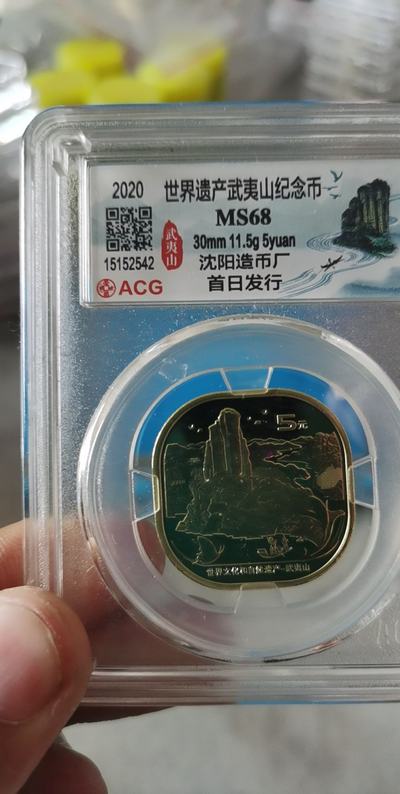 2020 世界遗产武夷山纪念币
MS68
武夷山
30mm 11.5g 5yuan
15152542 沈阳造币厂
ACG 首日发行
5元
世界文化和自然遗产-武夷山